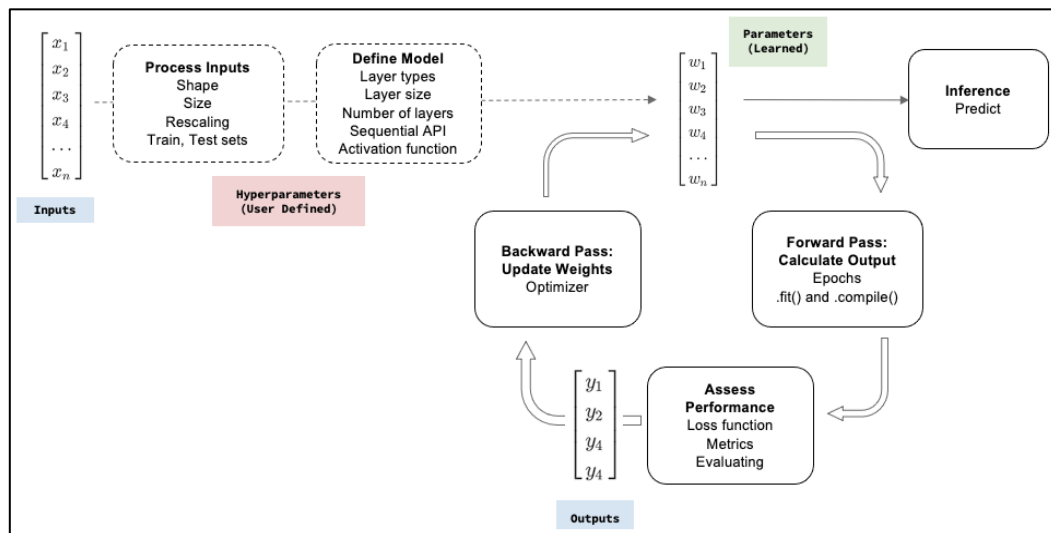 x₁
x₂
x₃
x₄
...
xₙ
Inputs
Process Inputs
Shape
Size
Rescaling
Train, Test sets
Hyperparameters
(User Defined)
Define Model
Layer types
Layer size
Number of layers
Sequential API
Activation function
w₁
w₂
w₃
w₄
...
wₙ
Parameters
(Learned)
Inference
Predict
Forward Pass:
Calculate Output
Epochs
.fit() and .compile()
Assess
Performance
Loss function
Metrics
Evaluating
y₁
y₂
y₄
y₄
Outputs
Backward Pass:
Update Weights
Optimizer